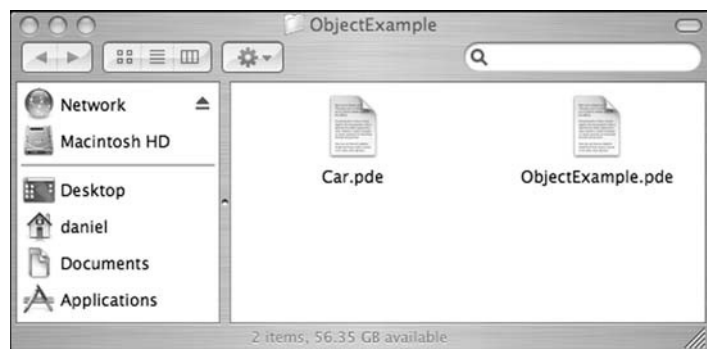 ObjectExample
Network
Macintosh HD
Desktop
daniel
Documents
Applications
Car.pde
ObjectExample.pde
2 items, 56.35 GB available